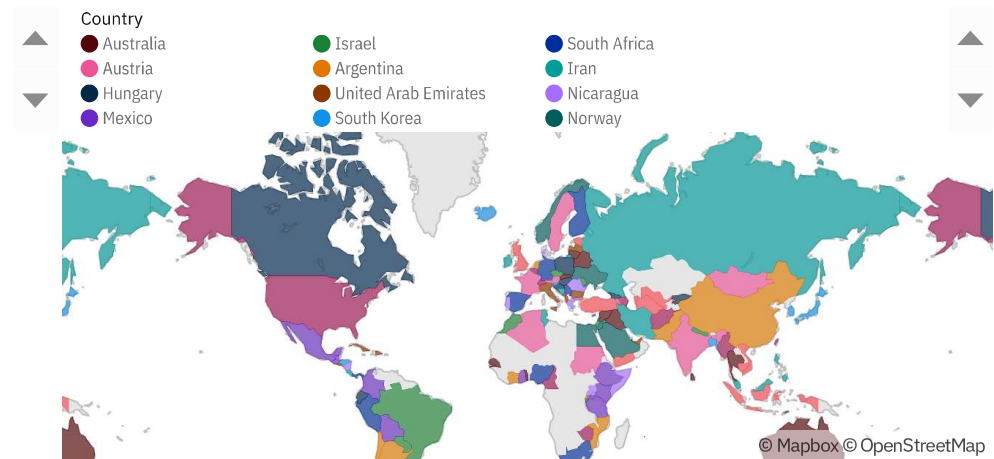 Country
Australia
Israel
South Africa
Austria
Argentina
Iran
Hungary
United Arab Emirates
Nicaragua
Mexico
South Korea
Norway
© Mapbox © OpenStreetMap